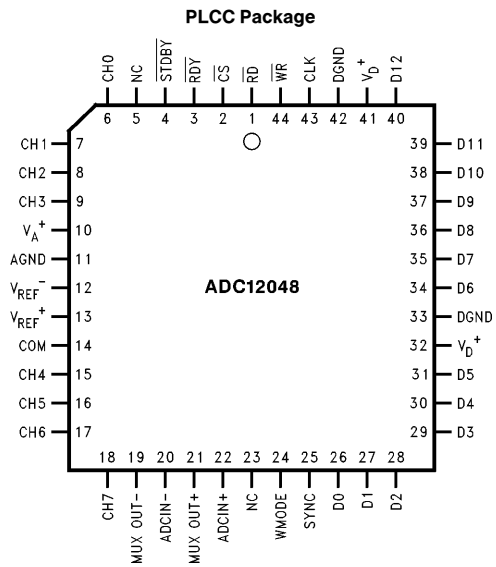 PLCC Package
CH0 NC STDBY RDY CS RD WR CLK DGND VD+ D12
6 5 4 3 2 1 44 43 42 41 40
CH1 7 39 D11
CH2 8 38 D10
CH3 9 37 D9
VA+ 10 36 D8
AGND 11 35 D7
VREF- 12 ADC12048 34 D6
VREF+ 13 33 DGND
COM 14 32 VD+
CH4 15 31 D5
CH5 16 30 D4
CH6 17 29 D3
18 19 20 21 22 23 24 25 26 27 28
CH7 MUX OUT- ADCIN- MUX OUT+ ADCIN+ NC WMODE SYNC D0 D1 D2